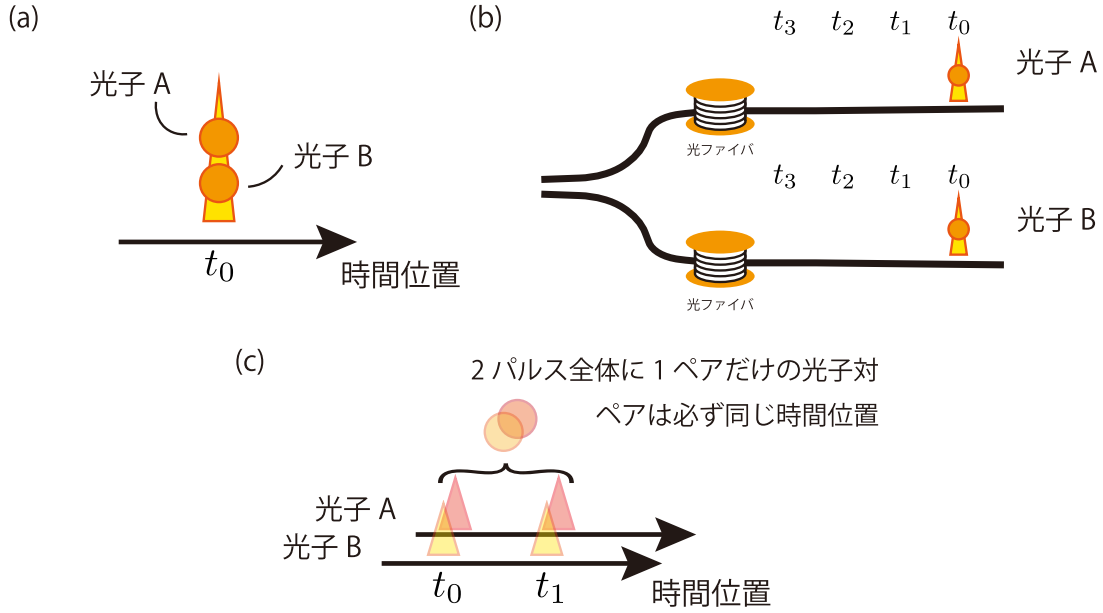 (a)
光子 A
光子 B
t₀
時間位置
(b)
t₃ t₂ t₁ t₀
光子 A
光ファイバ
t₃ t₂ t₁ t₀
光子 B
光ファイバ
(c)
2 パルス全体に 1 ペアだけの光子対
ペアは必ず同じ時間位置
光子 A
光子 B
t₀ t₁
時間位置